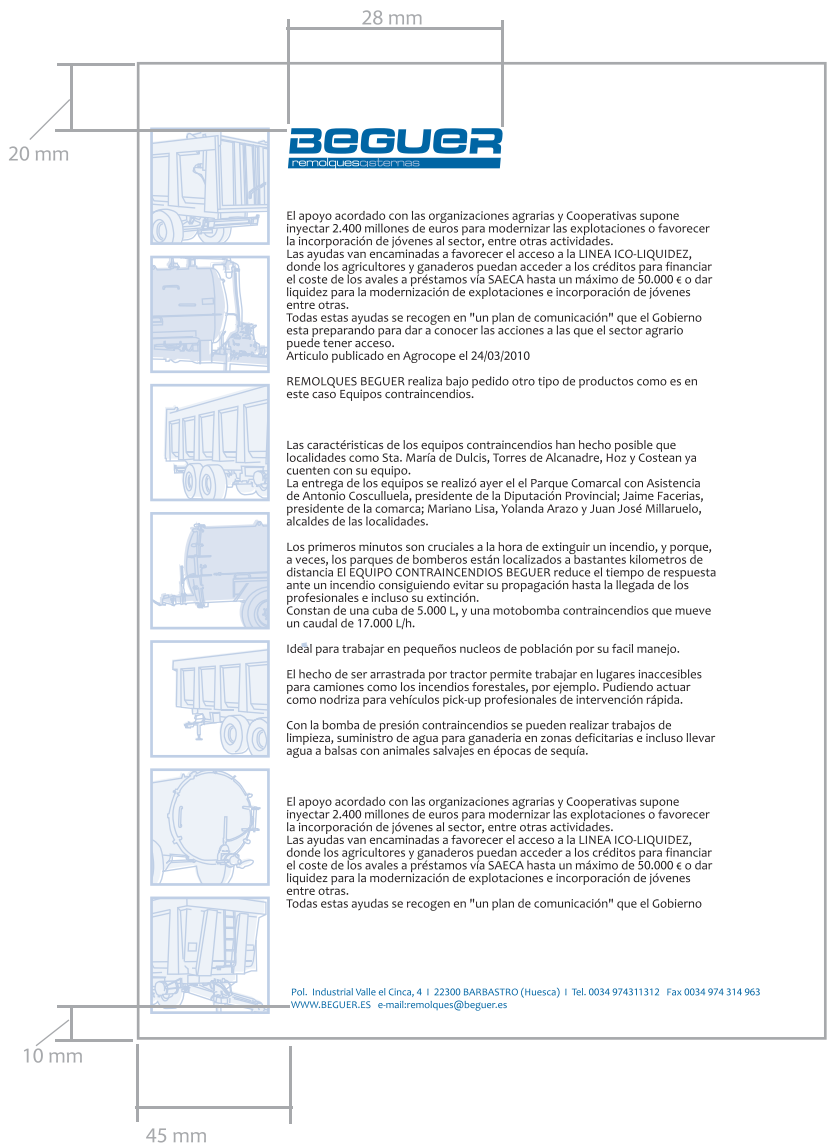 28 mm
20 mm
BEGUER
remolquescisternas
El apoyo acordado con las organizaciones agrarias y Cooperativas supone
inyectar 2.400 millones de euros para modernizar las explotaciones o favorecer
la incorporación de jóvenes al sector, entre otras actividades.
Las ayudas van encaminadas a favorecer el acceso a la LINEA ICO-LIQUIDEZ,
donde los agricultores y ganaderos puedan acceder a los créditos para financiar
el coste de los avales a préstamos vía SAECA hasta un máximo de 50.000 € o dar
liquidez para la modernización de explotaciones e incorporación de jóvenes
entre otras.
Todas estas ayudas se recogen en "un plan de comunicación" que el Gobierno
esta preparando para dar a conocer las acciones a las que el sector agrario
puede tener acceso.
Articulo publicado en Agrocope el 24/03/2010
REMOLQUES BEGUER realiza bajo pedido otro tipo de productos como es en
este caso Equipos contraincendios.
Las caractéristicas de los equipos contraincendios han hecho posible que
localidades como Sta. María de Dulcis, Torres de Alcanadre, Hoz y Costean ya
cuenten con su equipo.
La entrega de los equipos se realizó ayer el el Parque Comarcal con Asistencia
de Antonio Cosculluela, presidente de la Diputación Provincial; Jaime Facerias,
presidente de la comarca; Mariano Lisa, Yolanda Arazo y Juan José Millaruelo,
alcaldes de las localidades.
Los primeros minutos son cruciales a la hora de extinguir un incendio, y porque,
a veces, los parques de bomberos están localizados a bastantes kilometros de
distancia El EQUIPO CONTRAINCENDIOS BEGUER reduce el tiempo de respuesta
ante un incendio consiguiendo evitar su propagación hasta la llegada de los
profesionales e incluso su extinción.
Constan de una cuba de 5.000 L, y una motobomba contraincendios que mueve
un caudal de 17.000 L/h.
Ideal para trabajar en pequeños nucleos de población por su facil manejo.
El hecho de ser arrastrada por tractor permite trabajar en lugares inaccesibles
para camiones como los incendios forestales, por ejemplo. Pudiendo actuar
como nodriza para vehículos pick-up profesionales de intervención rápida.
Con la bomba de presión contraincendios se pueden realizar trabajos de
limpieza, suministro de agua para ganaderia en zonas deficitarias e incluso llevar
agua a balsas con animales salvajes en épocas de sequía.
El apoyo acordado con las organizaciones agrarias y Cooperativas supone
inyectar 2.400 millones de euros para modernizar las explotaciones o favorecer
la incorporación de jóvenes al sector, entre otras actividades.
Las ayudas van encaminadas a favorecer el acceso a la LINEA ICO-LIQUIDEZ,
donde los agricultores y ganaderos puedan acceder a los créditos para financiar
el coste de los avales a préstamos vía SAECA hasta un máximo de 50.000 € o dar
liquidez para la modernización de explotaciones e incorporación de jóvenes
entre otras.
Todas estas ayudas se recogen en "un plan de comunicación" que el Gobierno
Pol. Industrial Valle el Cinca, 4 I 22300 BARBASTRO (Huesca) I Tel. 0034 974311312 Fax 0034 974 314 963
WWW.BEGUER.ES e-mail:remolques@beguer.es
10 mm
45 mm